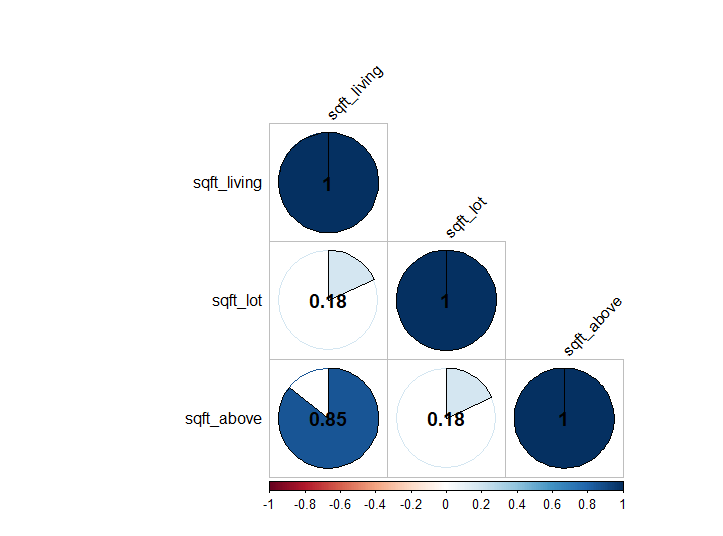 sqft_living
sqft_living 1
sqft_lot
sqft_lot 0.18 1
sqft_above
sqft_above 0.85 0.18 1
-1 -0.8 -0.6 -0.4 -0.2 0 0.2 0.4 0.6 0.8 1